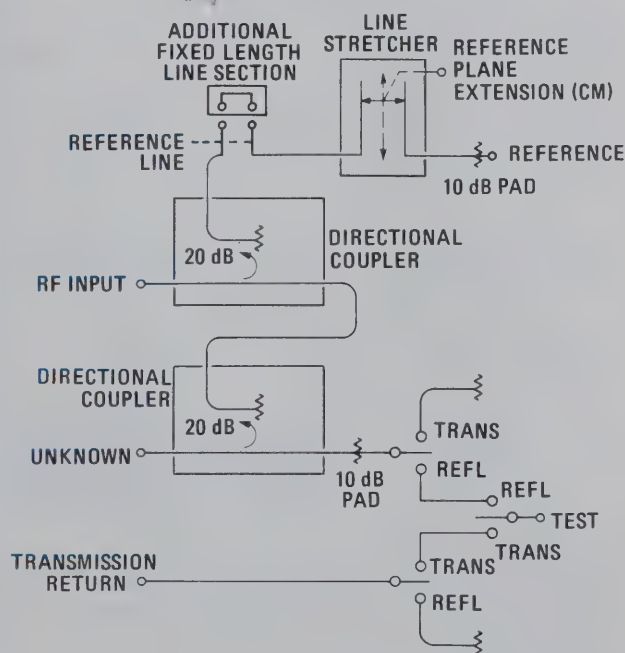 ADDITIONAL
FIXED LENGTH
LINE SECTION
LINE
STRETCHER
REFERENCE
PLANE
EXTENSION (CM)
REFERENCE
LINE
REFERENCE
10 dB PAD
20 dB
DIRECTIONAL
COUPLER
RF INPUT
DIRECTIONAL
COUPLER
20 dB
UNKNOWN
10 dB
PAD
TRANS
REFL
REFL
TEST
TRANS
TRANSMISSION
RETURN
TRANS
REFL